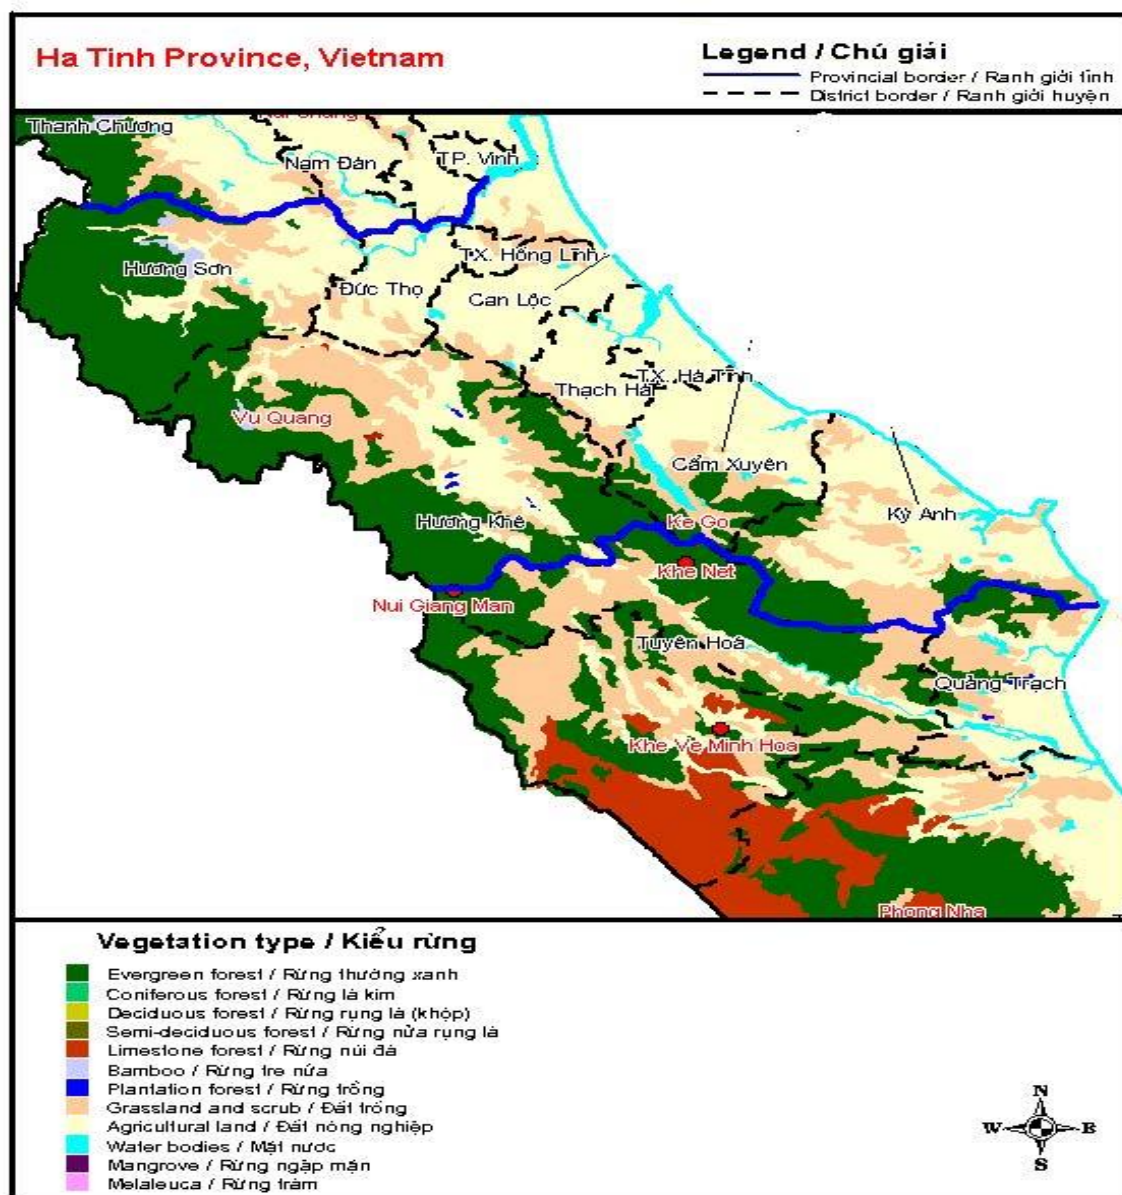 Ha Tinh Province, Vietnam
Legend / Chú giải
Provincial border / Ranh giới tỉnh
District border / Ranh giới huyện
Thanh Chương
Nam Đàn
TP. Vinh
T.X. Hồng Lĩnh
Hương Sơn
Đức Thọ
Can Lộc
T.X. Hà Tĩnh
Thạch Hà
Vu Quang
Cẩm Xuyên
Kỳ Anh
Hương Khê
Ke Go
Khe Net
Nui Giang Man
Tuyên Hoá
Quảng Trạch
Khe Ve Minh Hoa
Phong Nha
Vegetation type / Kiểu rừng
Evergreen forest / Rừng thường xanh
Coniferous forest / Rừng lá kim
Deciduous forest / Rừng rụng lá (khộp)
Semi-deciduous forest / Rừng nửa rụng lá
Limestone forest / Rừng núi đá
Bamboo / Rừng tre nứa
Plantation forest / Rừng trồng
Grassland and scrub / Đất trống
Agricultural land / Đất nông nghiệp
Water bodies / Mặt nước
Mangrove / Rừng ngập mặn
Melaleuca / Rừng tràm
N
W E
S